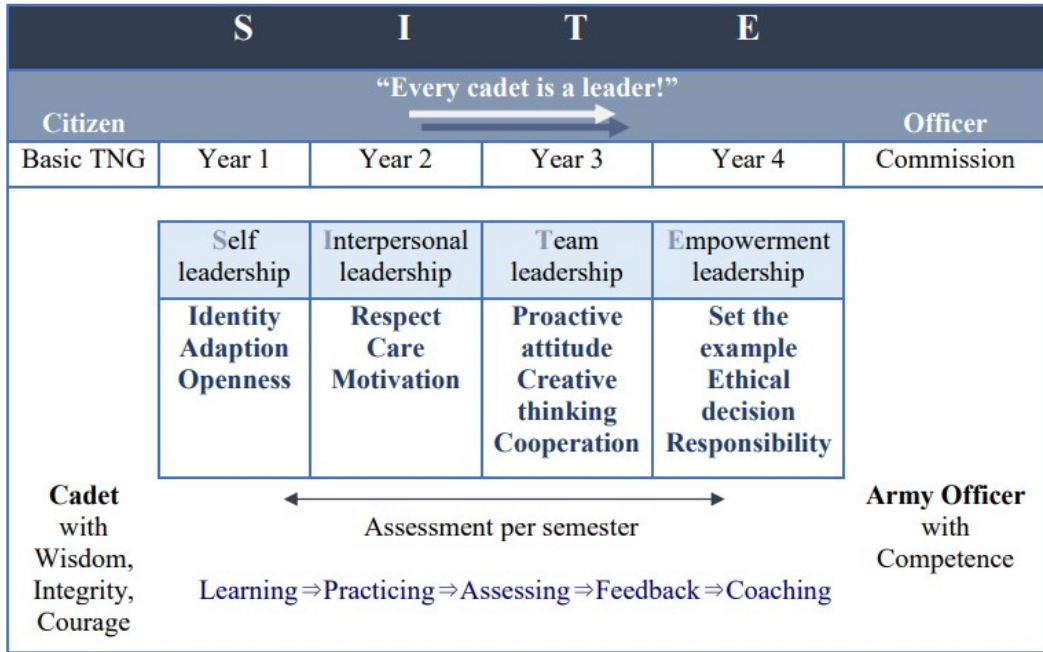 S I T E
“Every cadet is a leader!”
Citizen Officer
Basic TNG Year 1 Year 2 Year 3 Year 4 Commission
Self
leadership
Interpersonal
leadership
Team
leadership
Empowerment
leadership
Identity
Adaption
Openness
Respect
Care
Motivation
Proactive
attitude
Creative
thinking
Cooperation
Set the
example
Ethical
decision
Responsibility
Cadet
with
Wisdom,
Integrity,
Courage
Assessment per semester
Learning⇒Practicing⇒Assessing⇒Feedback⇒Coaching
Army Officer
with
Competence